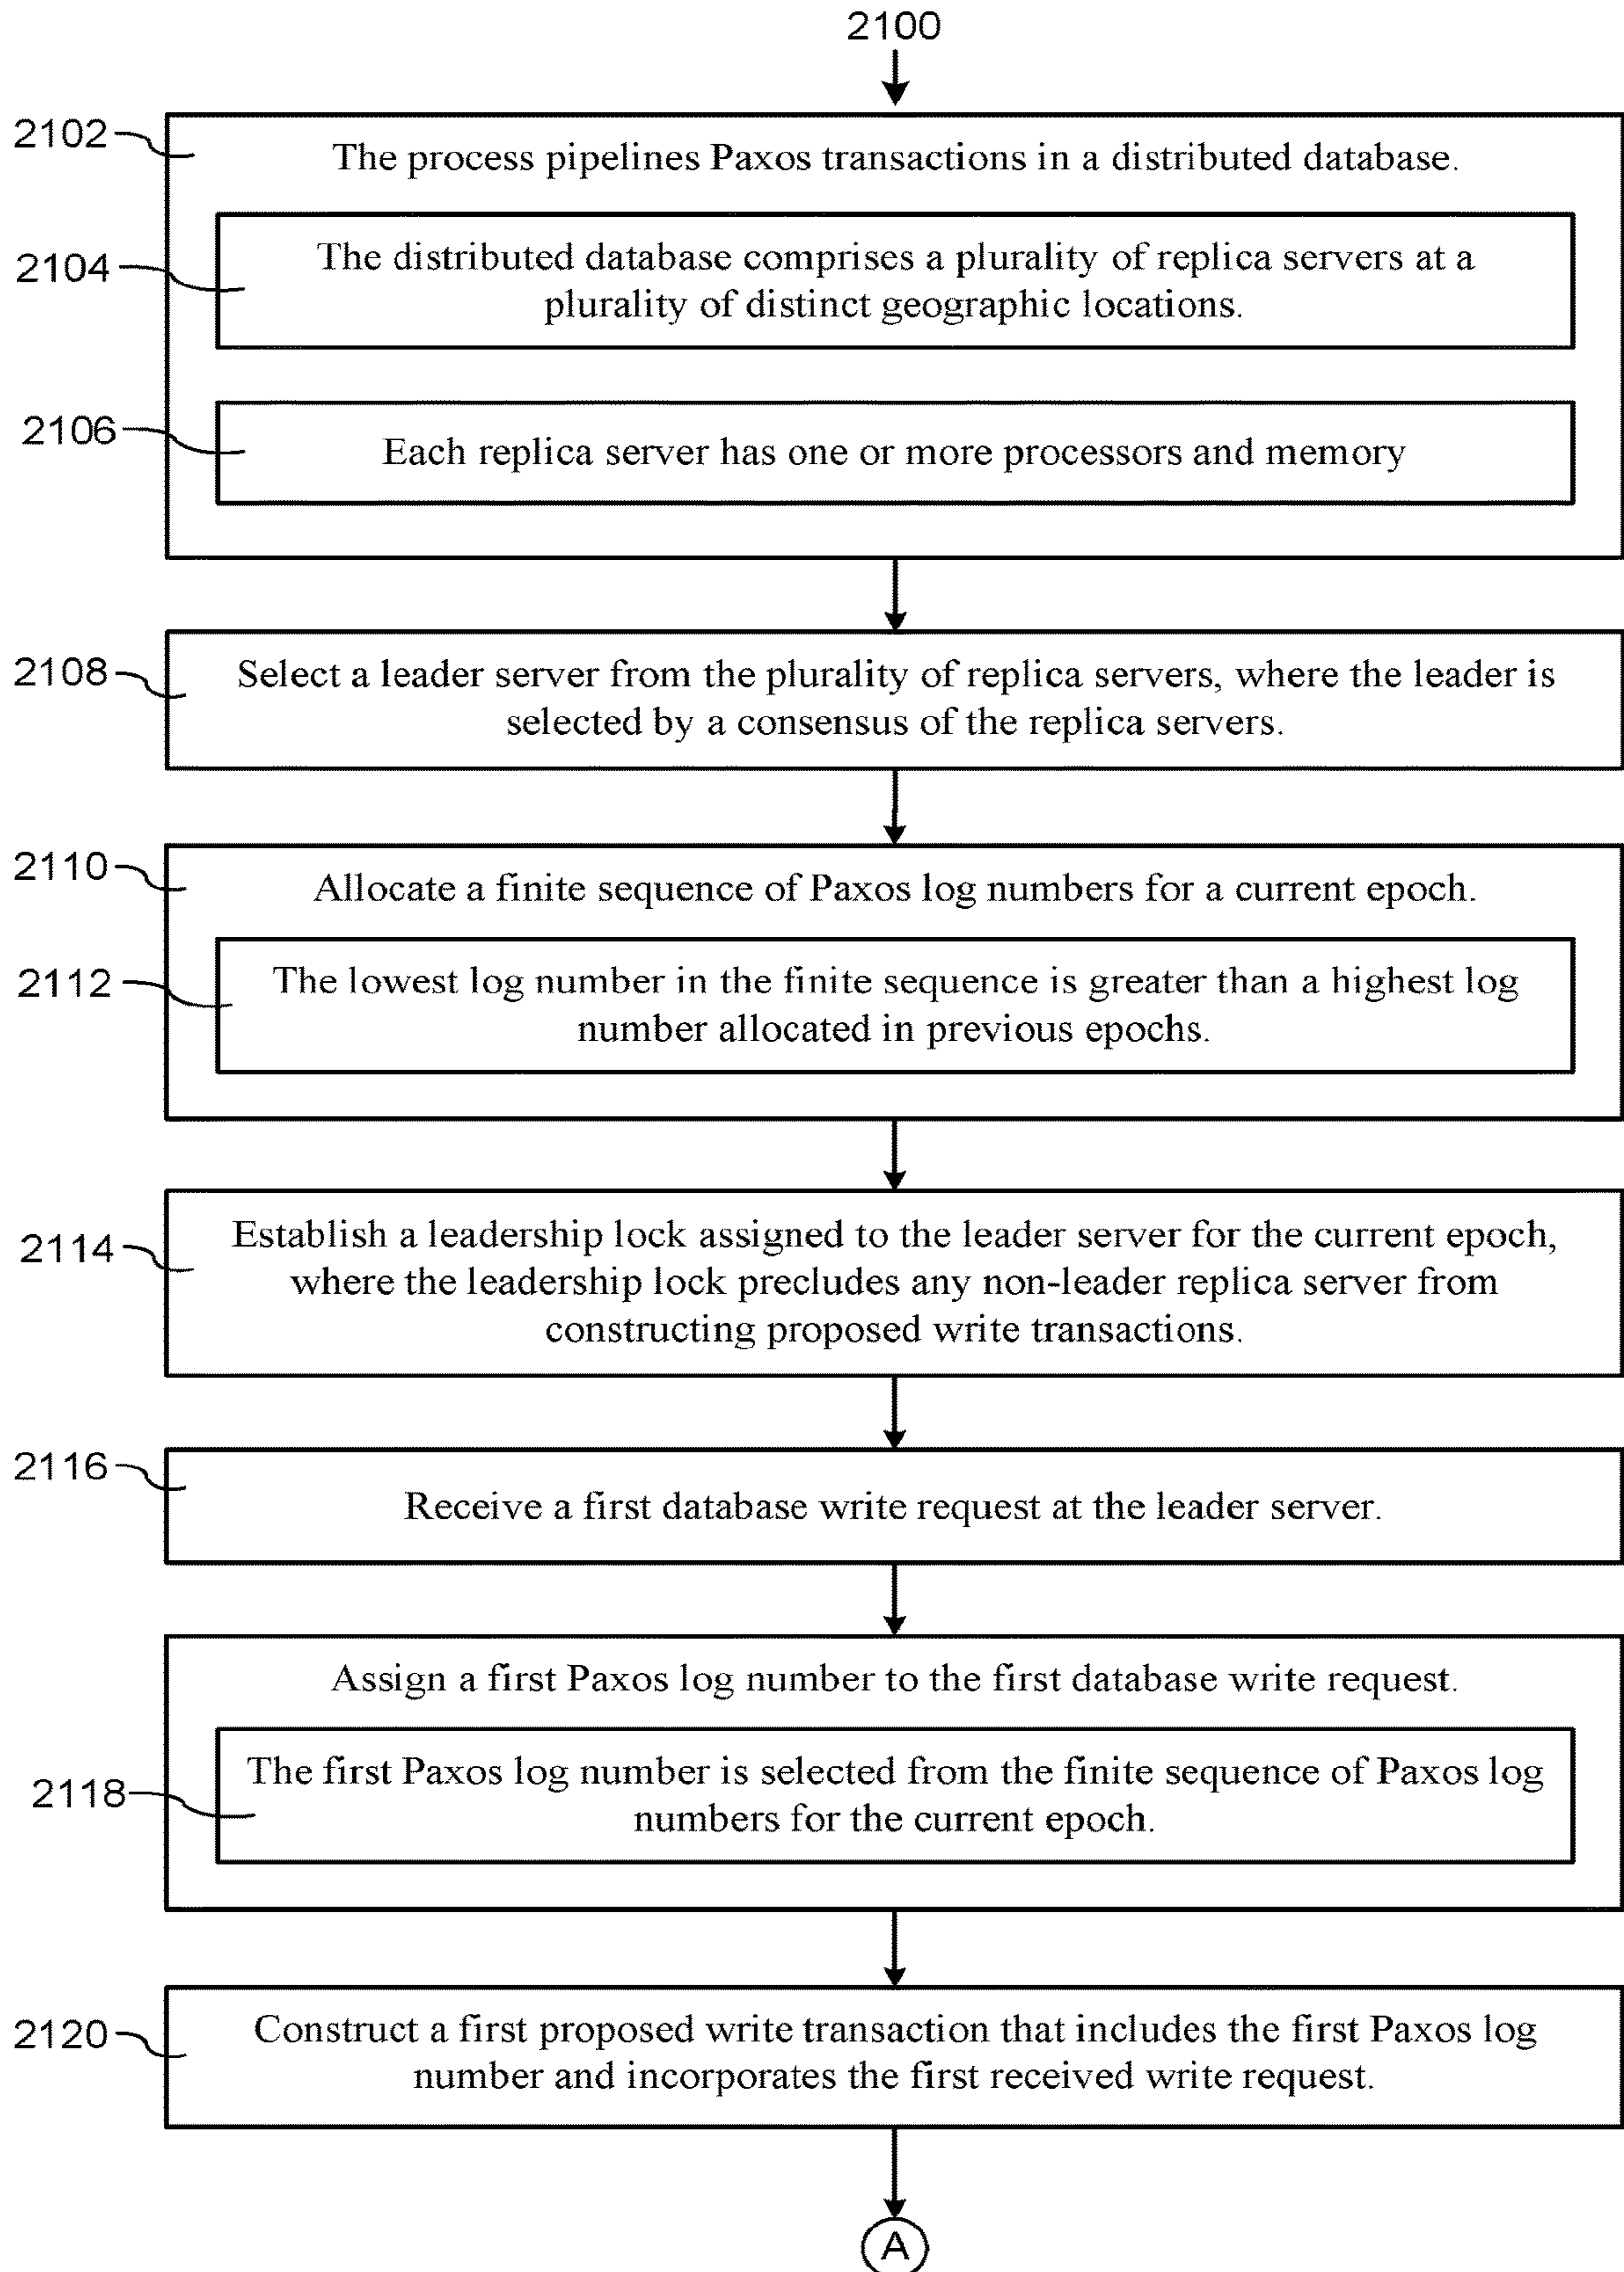 2100
2102
The process pipelines Paxos transactions in a distributed database.
2104
The distributed database comprises a plurality of replica servers at a
plurality of distinct geographic locations.
2106
Each replica server has one or more processors and memory
2108
Select a leader server from the plurality of replica servers, where the leader is
selected by a consensus of the replica servers.
2110
Allocate a finite sequence of Paxos log numbers for a current epoch.
2112
The lowest log number in the finite sequence is greater than a highest log
number allocated in previous epochs.
2114
Establish a leadership lock assigned to the leader server for the current epoch,
where the leadership lock precludes any non-leader replica server from
constructing proposed write transactions.
2116
Receive a first database write request at the leader server.
Assign a first Paxos log number to the first database write request.
2118
The first Paxos log number is selected from the finite sequence of Paxos log
numbers for the current epoch.
2120
Construct a first proposed write transaction that includes the first Paxos log
number and incorporates the first received write request.
A